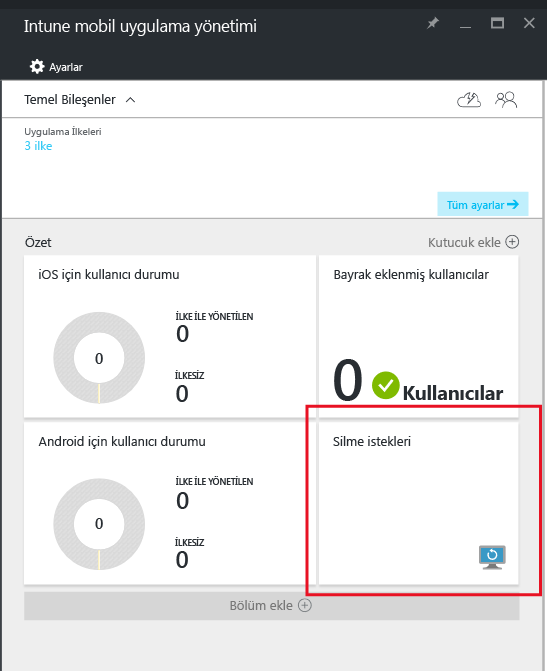 Intune mobil uygulama yönetimi
Ayarlar
Temel Bileşenler
Uygulama İlkeleri
3 ilke
Tüm ayarlar
Özet
Kutucuk ekle
iOS için kullanıcı durumu
0
İLKE İLE YÖNETİLEN
0
İLKESİZ
0
Bayrak eklenmiş kullanıcılar
0 Kullanıcılar
Android için kullanıcı durumu
0
İLKE İLE YÖNETİLEN
0
İLKESİZ
0
Silme istekleri
Bölüm ekle